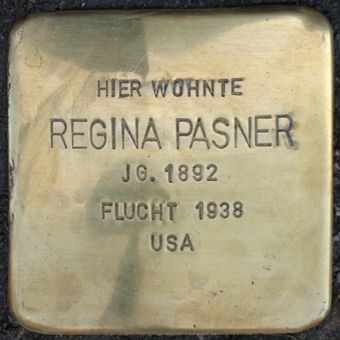 HIER WOHNTE
REGINA PASNER
JG. 1892
FLUCHT 1938
USA